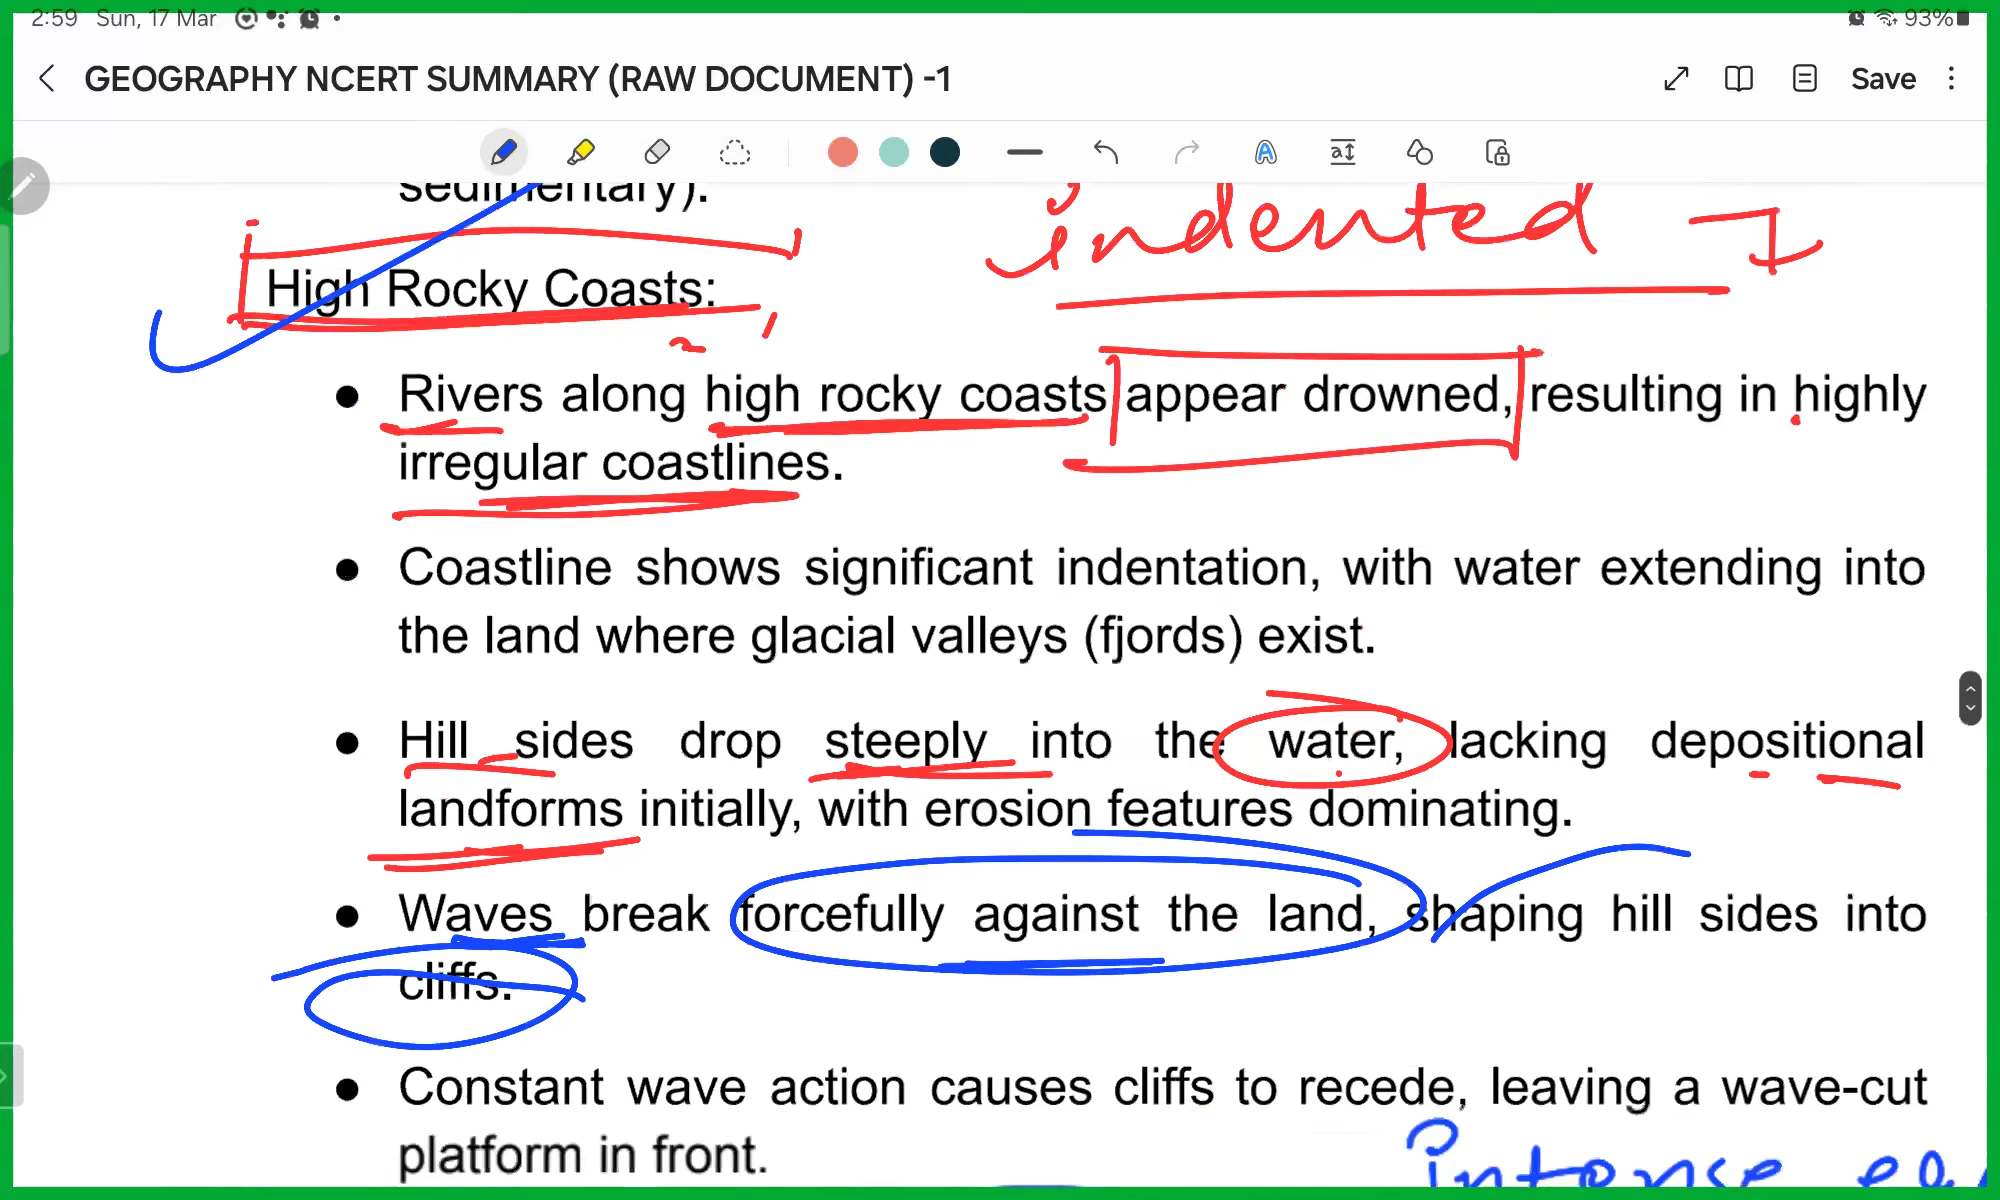 2:59 Sun, 17 Mar 93%
GEOGRAPHY NCERT SUMMARY (RAW DOCUMENT) -1 Save
sedimentary).
indented
High Rocky Coasts:
● Rivers along high rocky coasts appear drowned, resulting in highly
irregular coastlines.
● Coastline shows significant indentation, with water extending into
the land where glacial valleys (fjords) exist.
● Hill sides drop steeply into the water, lacking depositional
landforms initially, with erosion features dominating.
● Waves break forcefully against the land, shaping hill sides into
cliffs.
● Constant wave action causes cliffs to recede, leaving a wave-cut
platform in front.
intense